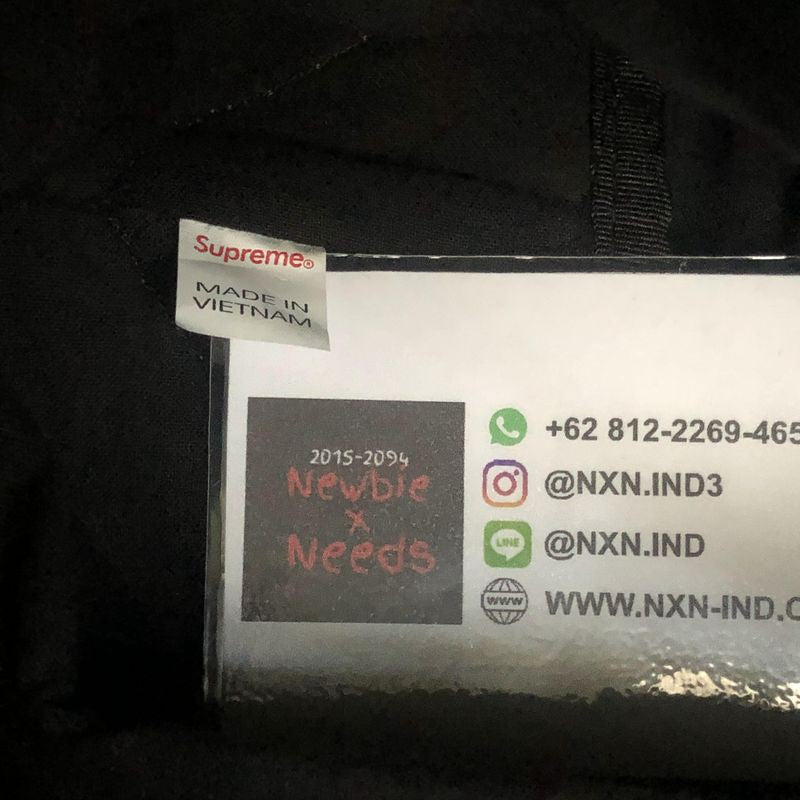 Supreme®
MADE IN
VIETNAM
2015-2094
Newbie
x
Needs
+62 812-2269-465
@NXN.IND3
LINE
@NXN.IND
WWW
WWW.NXN-IND.C